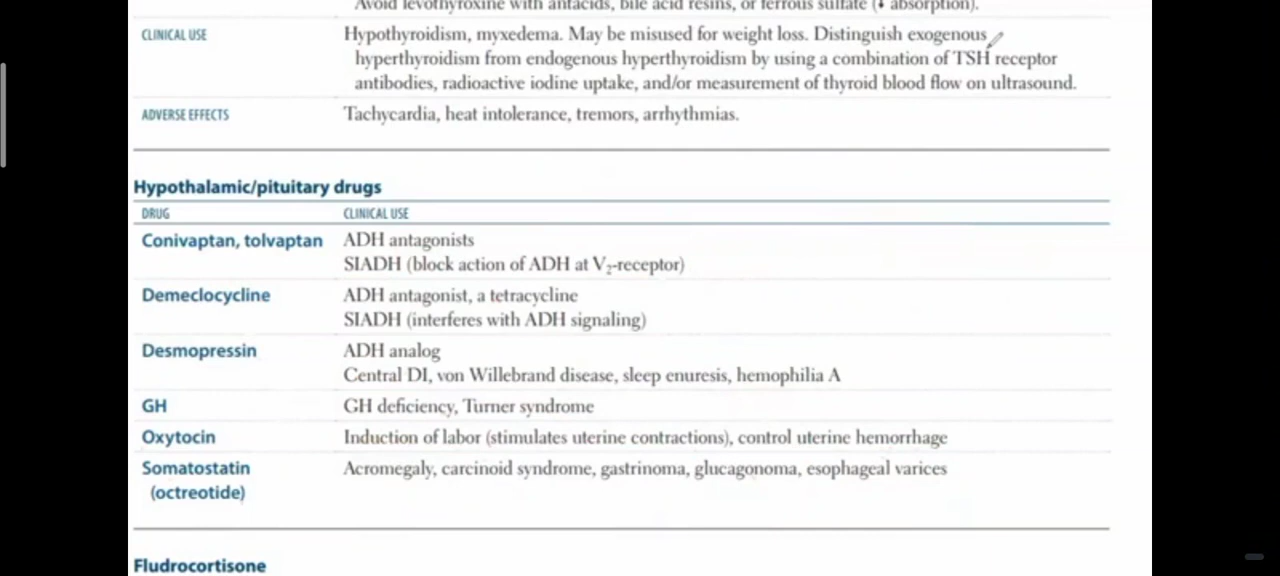 Avoid levothyroxine with antacids, bile acid resins, or ferrous sulfate (↓ absorption).
CLINICAL USE
Hypothyroidism, myxedema. May be misused for weight loss. Distinguish exogenous
hyperthyroidism from endogenous hyperthyroidism by using a combination of TSH receptor
antibodies, radioactive iodine uptake, and/or measurement of thyroid blood flow on ultrasound.
ADVERSE EFFECTS
Tachycardia, heat intolerance, tremors, arrhythmias.
Hypothalamic/pituitary drugs
DRUG CLINICAL USE
Conivaptan, tolvaptan ADH antagonists
SIADH (block action of ADH at V₂-receptor)
Demeclocycline ADH antagonist, a tetracycline
SIADH (interferes with ADH signaling)
Desmopressin ADH analog
Central DI, von Willebrand disease, sleep enuresis, hemophilia A
GH GH deficiency, Turner syndrome
Oxytocin Induction of labor (stimulates uterine contractions), control uterine hemorrhage
Somatostatin Acromegaly, carcinoid syndrome, gastrinoma, glucagonoma, esophageal varices
(octreotide)
Fludrocortisone